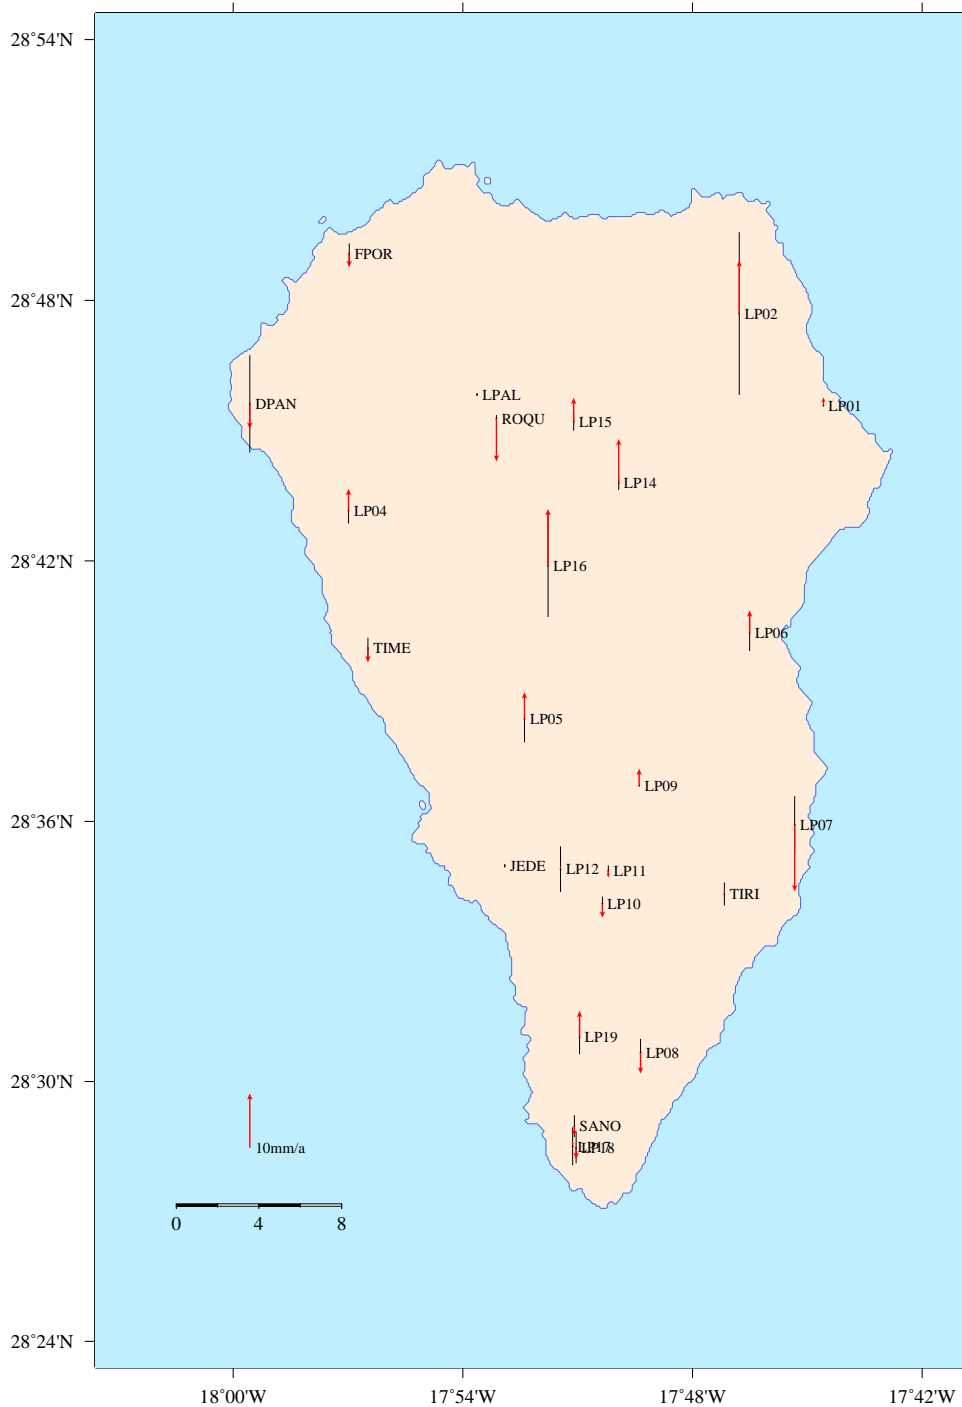 28°54'N
FPOR
28°48'N
LP02
LPAL
DPAN
LP01
ROQU
LP15
LP14
LP04
28°42'N
LP16
LP06
TIME
LP05
LP09
28°36'N
LP07
JEDE
LP12
LP11
TIRI
LP10
LP19
LP08
28°30'N
SANO
LP17
LP18
10mm/a
0 4 8
28°24'N
18°00'W 17°54'W 17°48'W 17°42'W